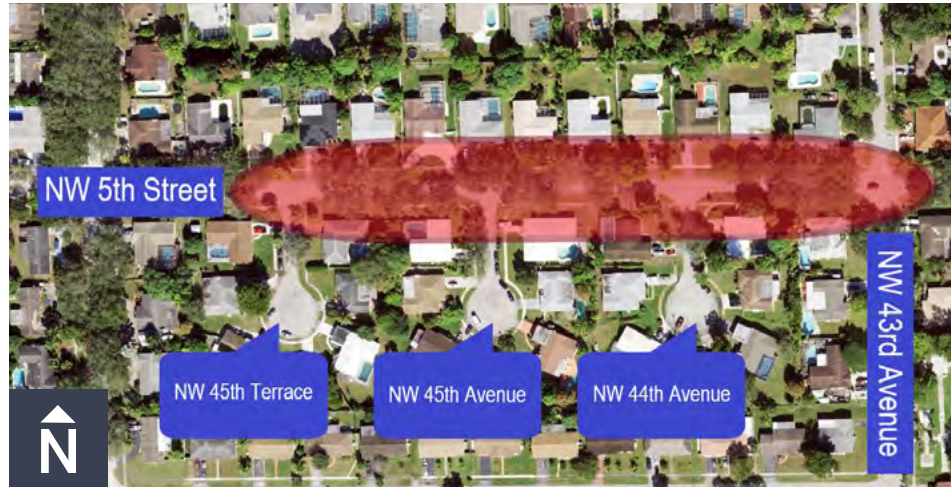 NW 5th Street
NW 43rd Avenue
NW 45th Terrace
NW 45th Avenue
NW 44th Avenue
N